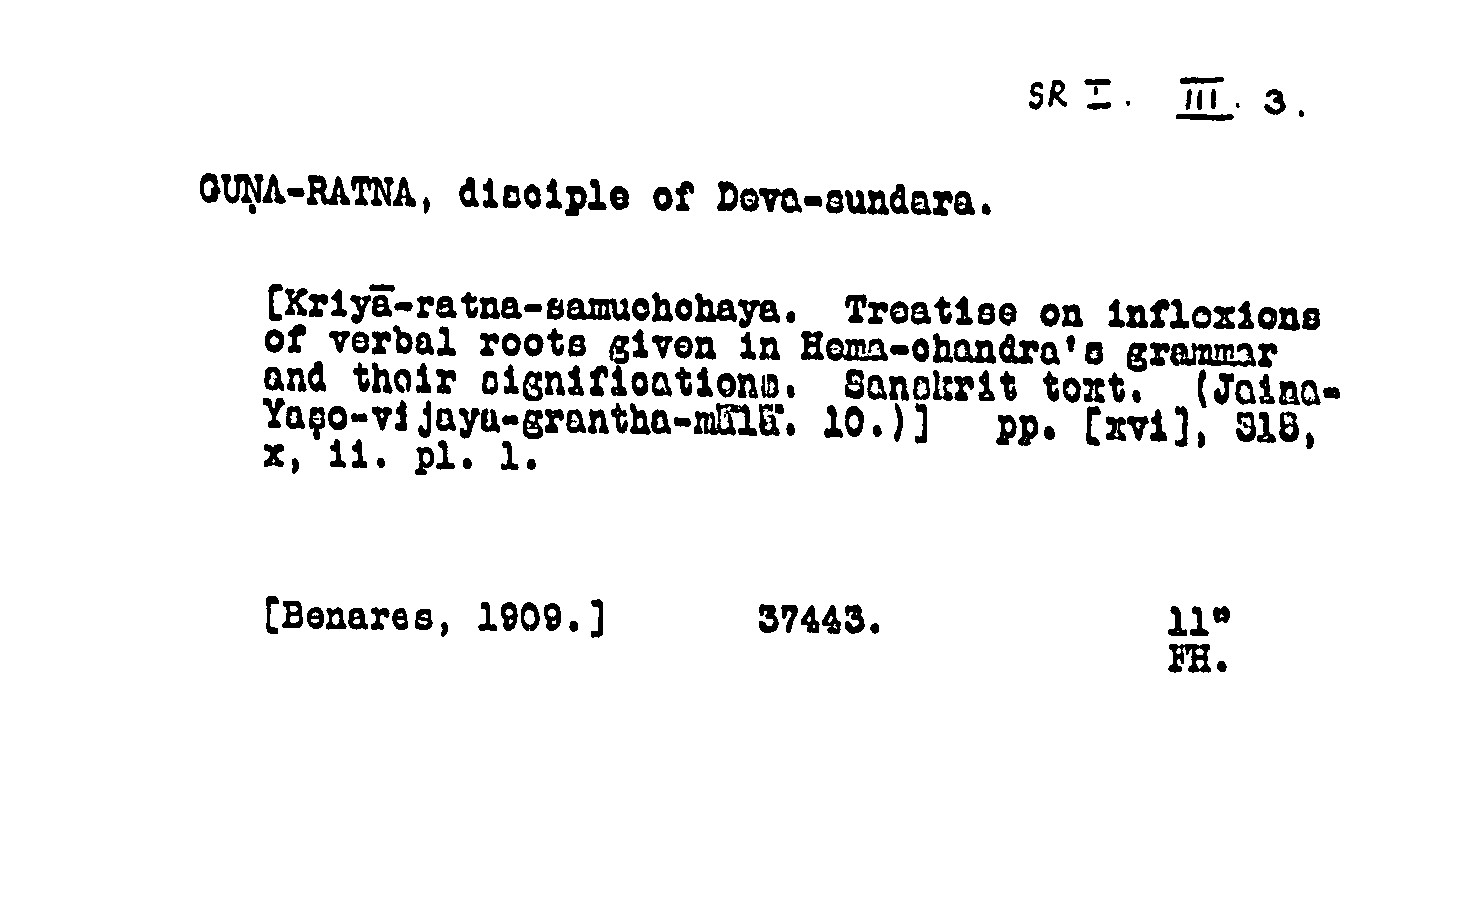 SR I. III. 3.
GUṆA-RATNA, disciple of Deva-sundara.
[Kriyā-ratna-samuchchaya. Treatise on inflexions
of verbal roots given in Hema-chandra's grammar
and their significations. Sanskrit text. (Jaina-
Yaşo-vijaya-grantha-mālā. 10.)] pp. [xvi], 318,
x, ii. pl. 1.
[Benares, 1909.] 37443. 11"
FH.